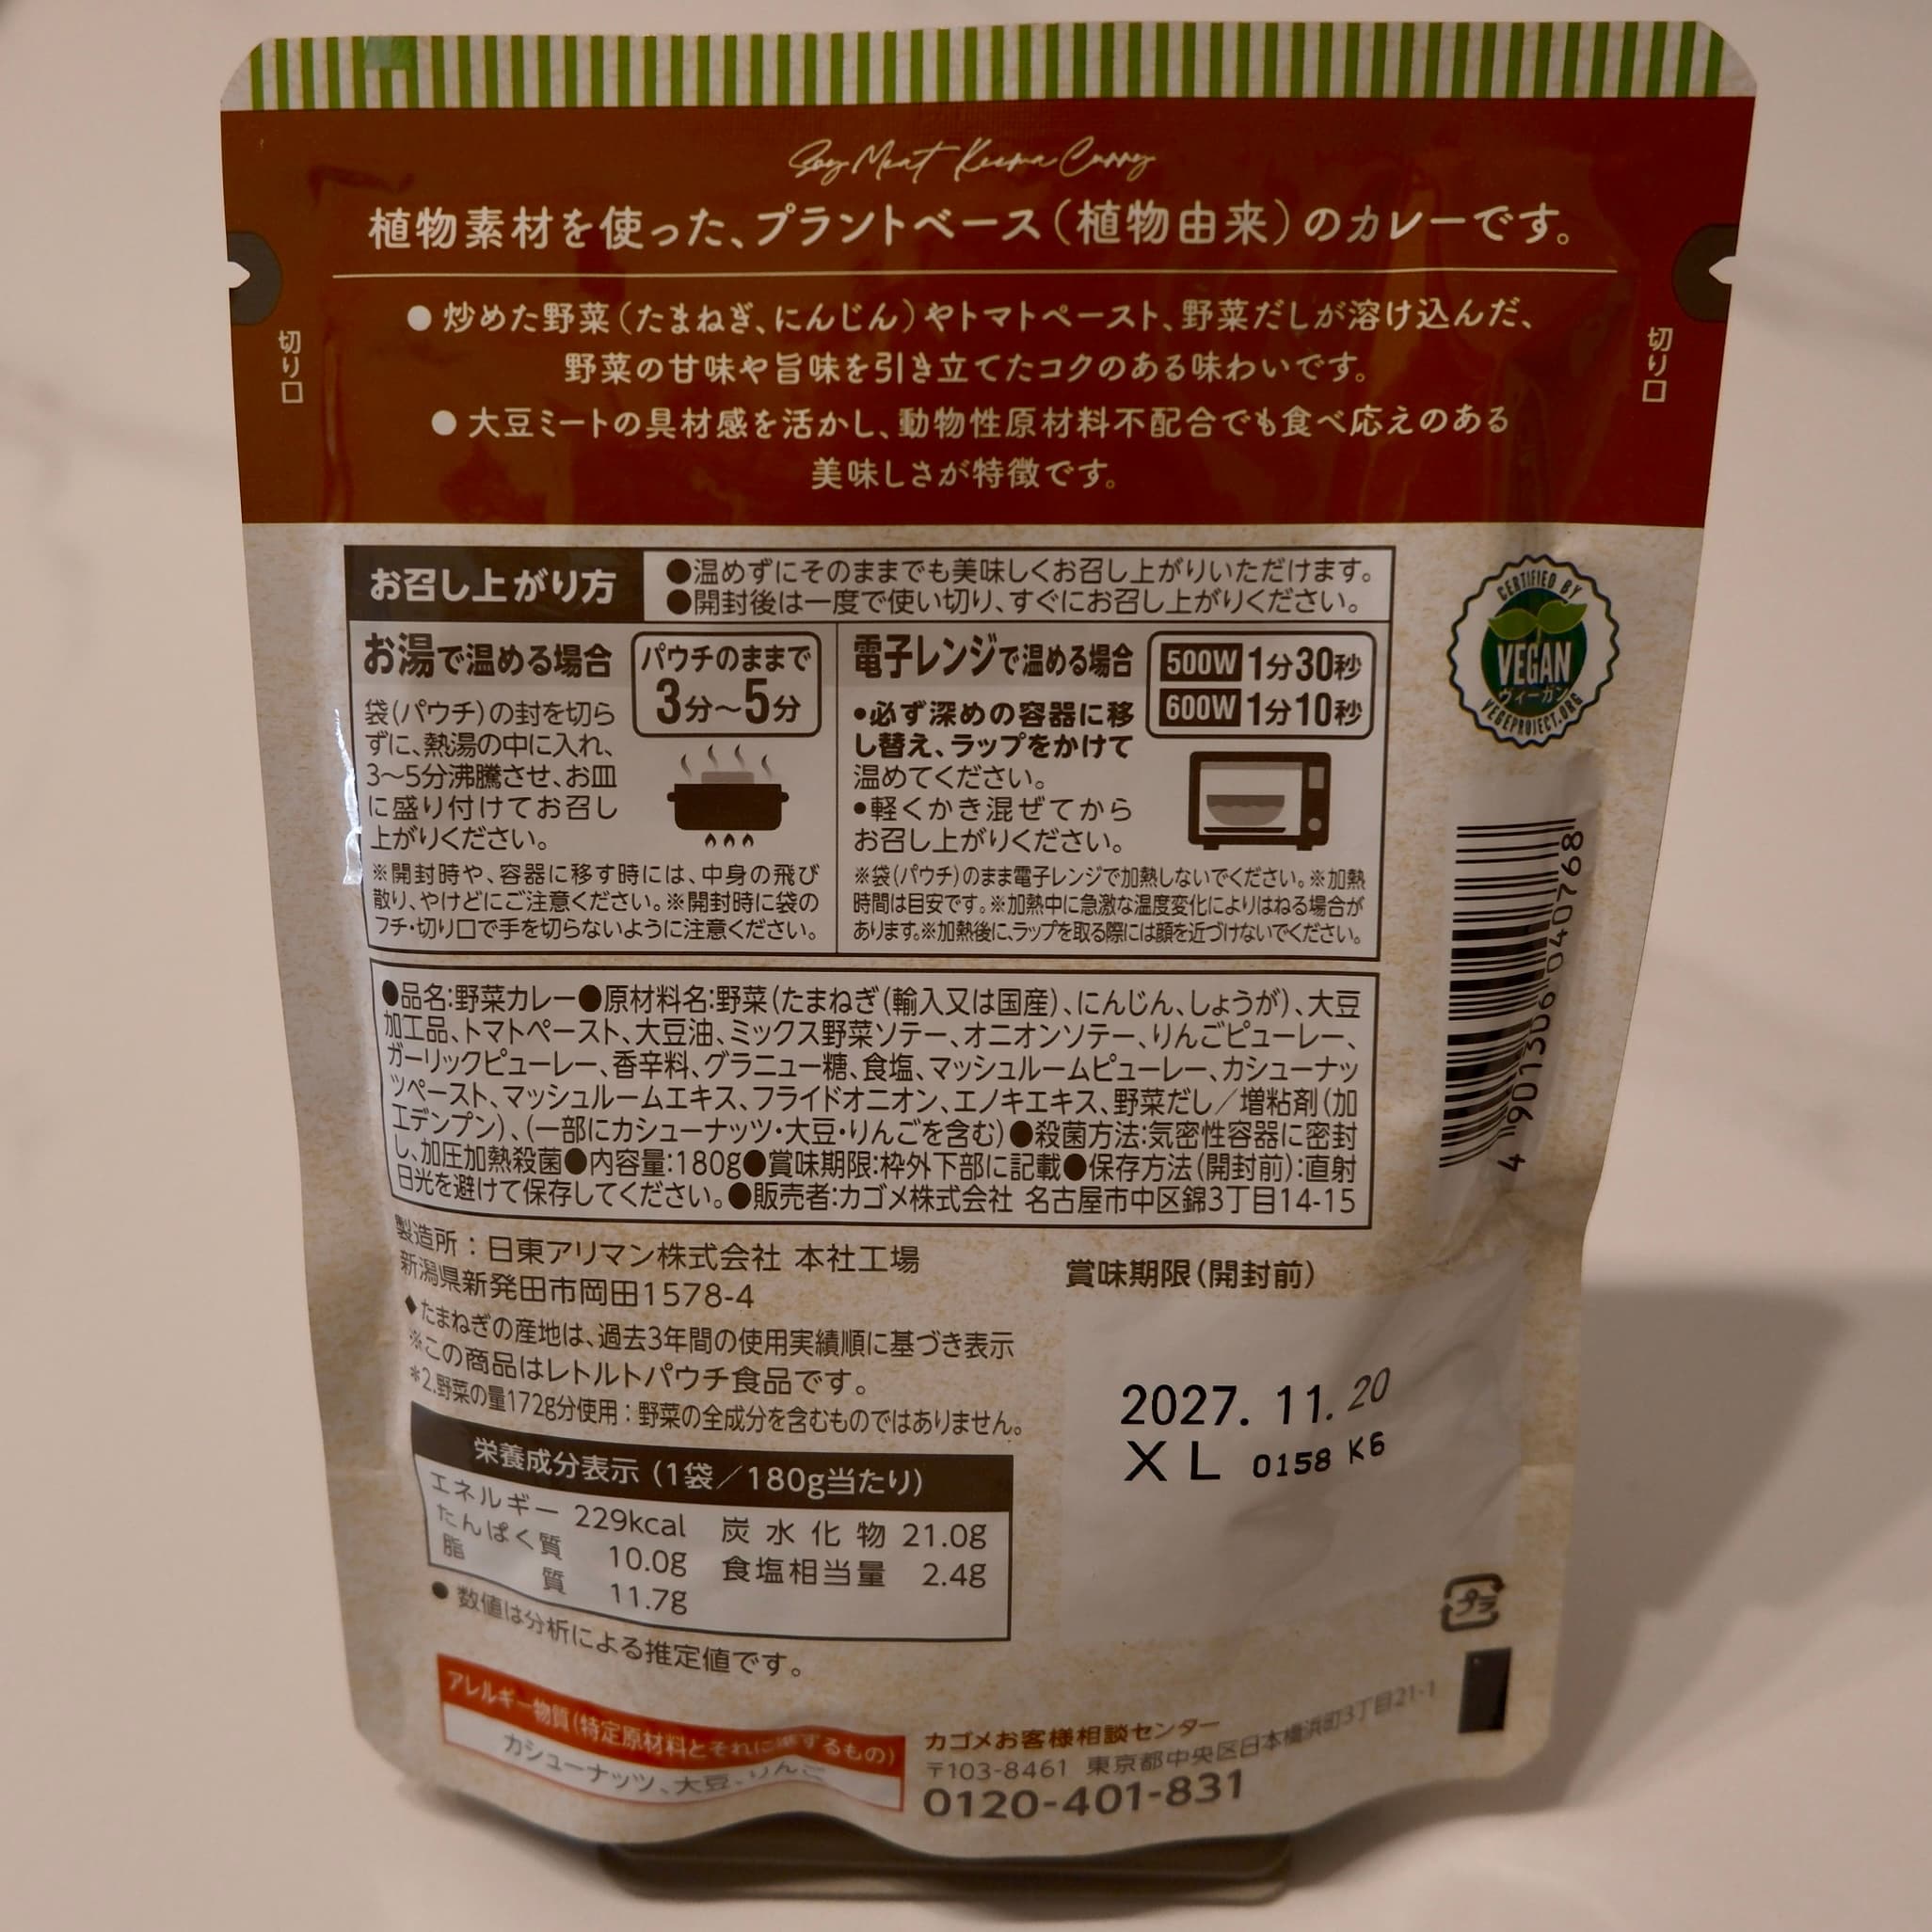 Soy Meat Keema Curry
植物素材を使った、プラントベース（植物由来）のカレーです。
●炒めた野菜（たまねぎ、にんじん）やトマトペースト、野菜だしが溶け込んだ、
野菜の甘味や旨味を引き立てたコクのある味わいです。
●大豆ミートの具材感を活かし、動物性原材料不配合でも食べ応えのある
美味しさが特徴です。
切り口
切り口
お召し上がり方
●温めずにそのままでも美味しくお召し上がりいただけます。
●開封後は一度で使い切り、すぐにお召し上がりください。
お湯で温める場合
パウチのままで
3分～5分
袋（パウチ）の封を切ら
ずに、熱湯の中に入れ、
3～5分沸騰させ、お皿
に盛り付けてお召し
上がりください。
※開封時や、容器に移す時には、中身の飛び
散り、やけどにご注意ください。※開封時に袋の
フチ・切り口で手を切らないように注意ください。
電子レンジで温める場合
500W 1分30秒
600W 1分10秒
•必ず深めの容器に移
し替え、ラップをかけて
温めてください。
•軽くかき混ぜてから
お召し上がりください。
※袋（パウチ）のまま電子レンジで加熱しないでください。※加熱
時間は目安です。※加熱中に急激な温度変化によりはねる場合が
あります。※加熱後に、ラップを取る際には顔を近づけないでください。
CERTIFIED BY
VEGAN
ヴィーガン
VEGEPROJECT.ORG
4 901306 040768
●品名：野菜カレー●原材料名：野菜（たまねぎ（輸入又は国産）、にんじん、しょうが）、大豆
加工品、トマトペースト、大豆油、ミックス野菜ソテー、オニオンソテー、りんごピューレー、
ガーリックピューレー、香辛料、グラニュー糖、食塩、マッシュルームピューレー、カシューナッ
ツペースト、マッシュルームエキス、フライドオニオン、エノキエキス、野菜だし／増粘剤（加
工デンプン）、（一部にカシューナッツ・大豆・りんごを含む）●殺菌方法：気密性容器に密封
し、加圧加熱殺菌●内容量：180g●賞味期限：枠外下部に記載●保存方法（開封前）：直射
日光を避けて保存してください。●販売者：カゴメ株式会社 名古屋市中区錦3丁目14-15
製造所：日東アリマン株式会社 本社工場
新潟県新発田市岡田1578-4
◆たまねぎの産地は、過去3年間の使用実績順に基づき表示
※この商品はレトルトパウチ食品です。
＊2.野菜の量172g分使用：野菜の全成分を含むものではありません。
賞味期限（開封前）
2027. 11. 20
XL 0158 K6
栄養成分表示（1袋／180g当たり）
エネルギー 229kcal 炭水化物 21.0g
たんぱく質 10.0g 食塩相当量 2.4g
脂質 11.7g
●数値は分析による推定値です。
プラ
アレルギー物質（特定原材料とそれに準ずるもの）
カシューナッツ、大豆、りんご
カゴメお客様相談センター
〒103-8461 東京都中央区日本橋浜町3丁目21-1
0120-401-831